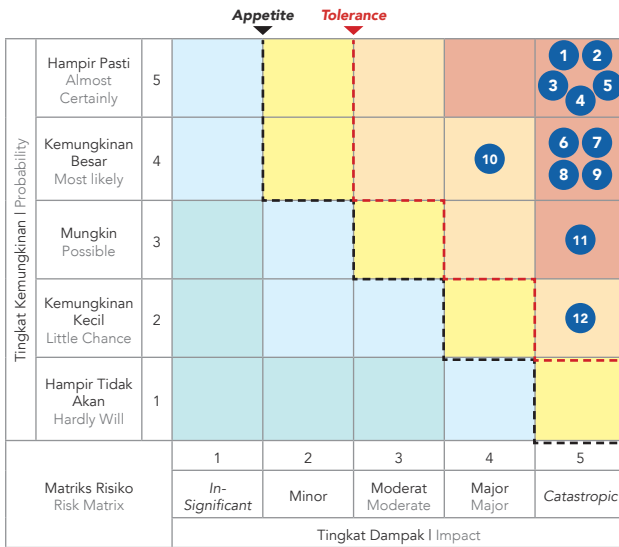 Appetite Tolerance
Tingkat Kemungkinan | Probability
Hampir Pasti
Almost
Certainly
5
1 2
3 5
4
Kemungkinan
Besar
Most likely
4
10
6 7
8 9
Mungkin
Possible
3
11
Kemungkinan
Kecil
Little Chance
2
12
Hampir Tidak
Akan
Hardly Will
1
Matriks Risiko
Risk Matrix
1 2 3 4 5
In-
Significant
Minor
Moderat
Moderate
Major
Major
Catastropic
Tingkat Dampak | Impact